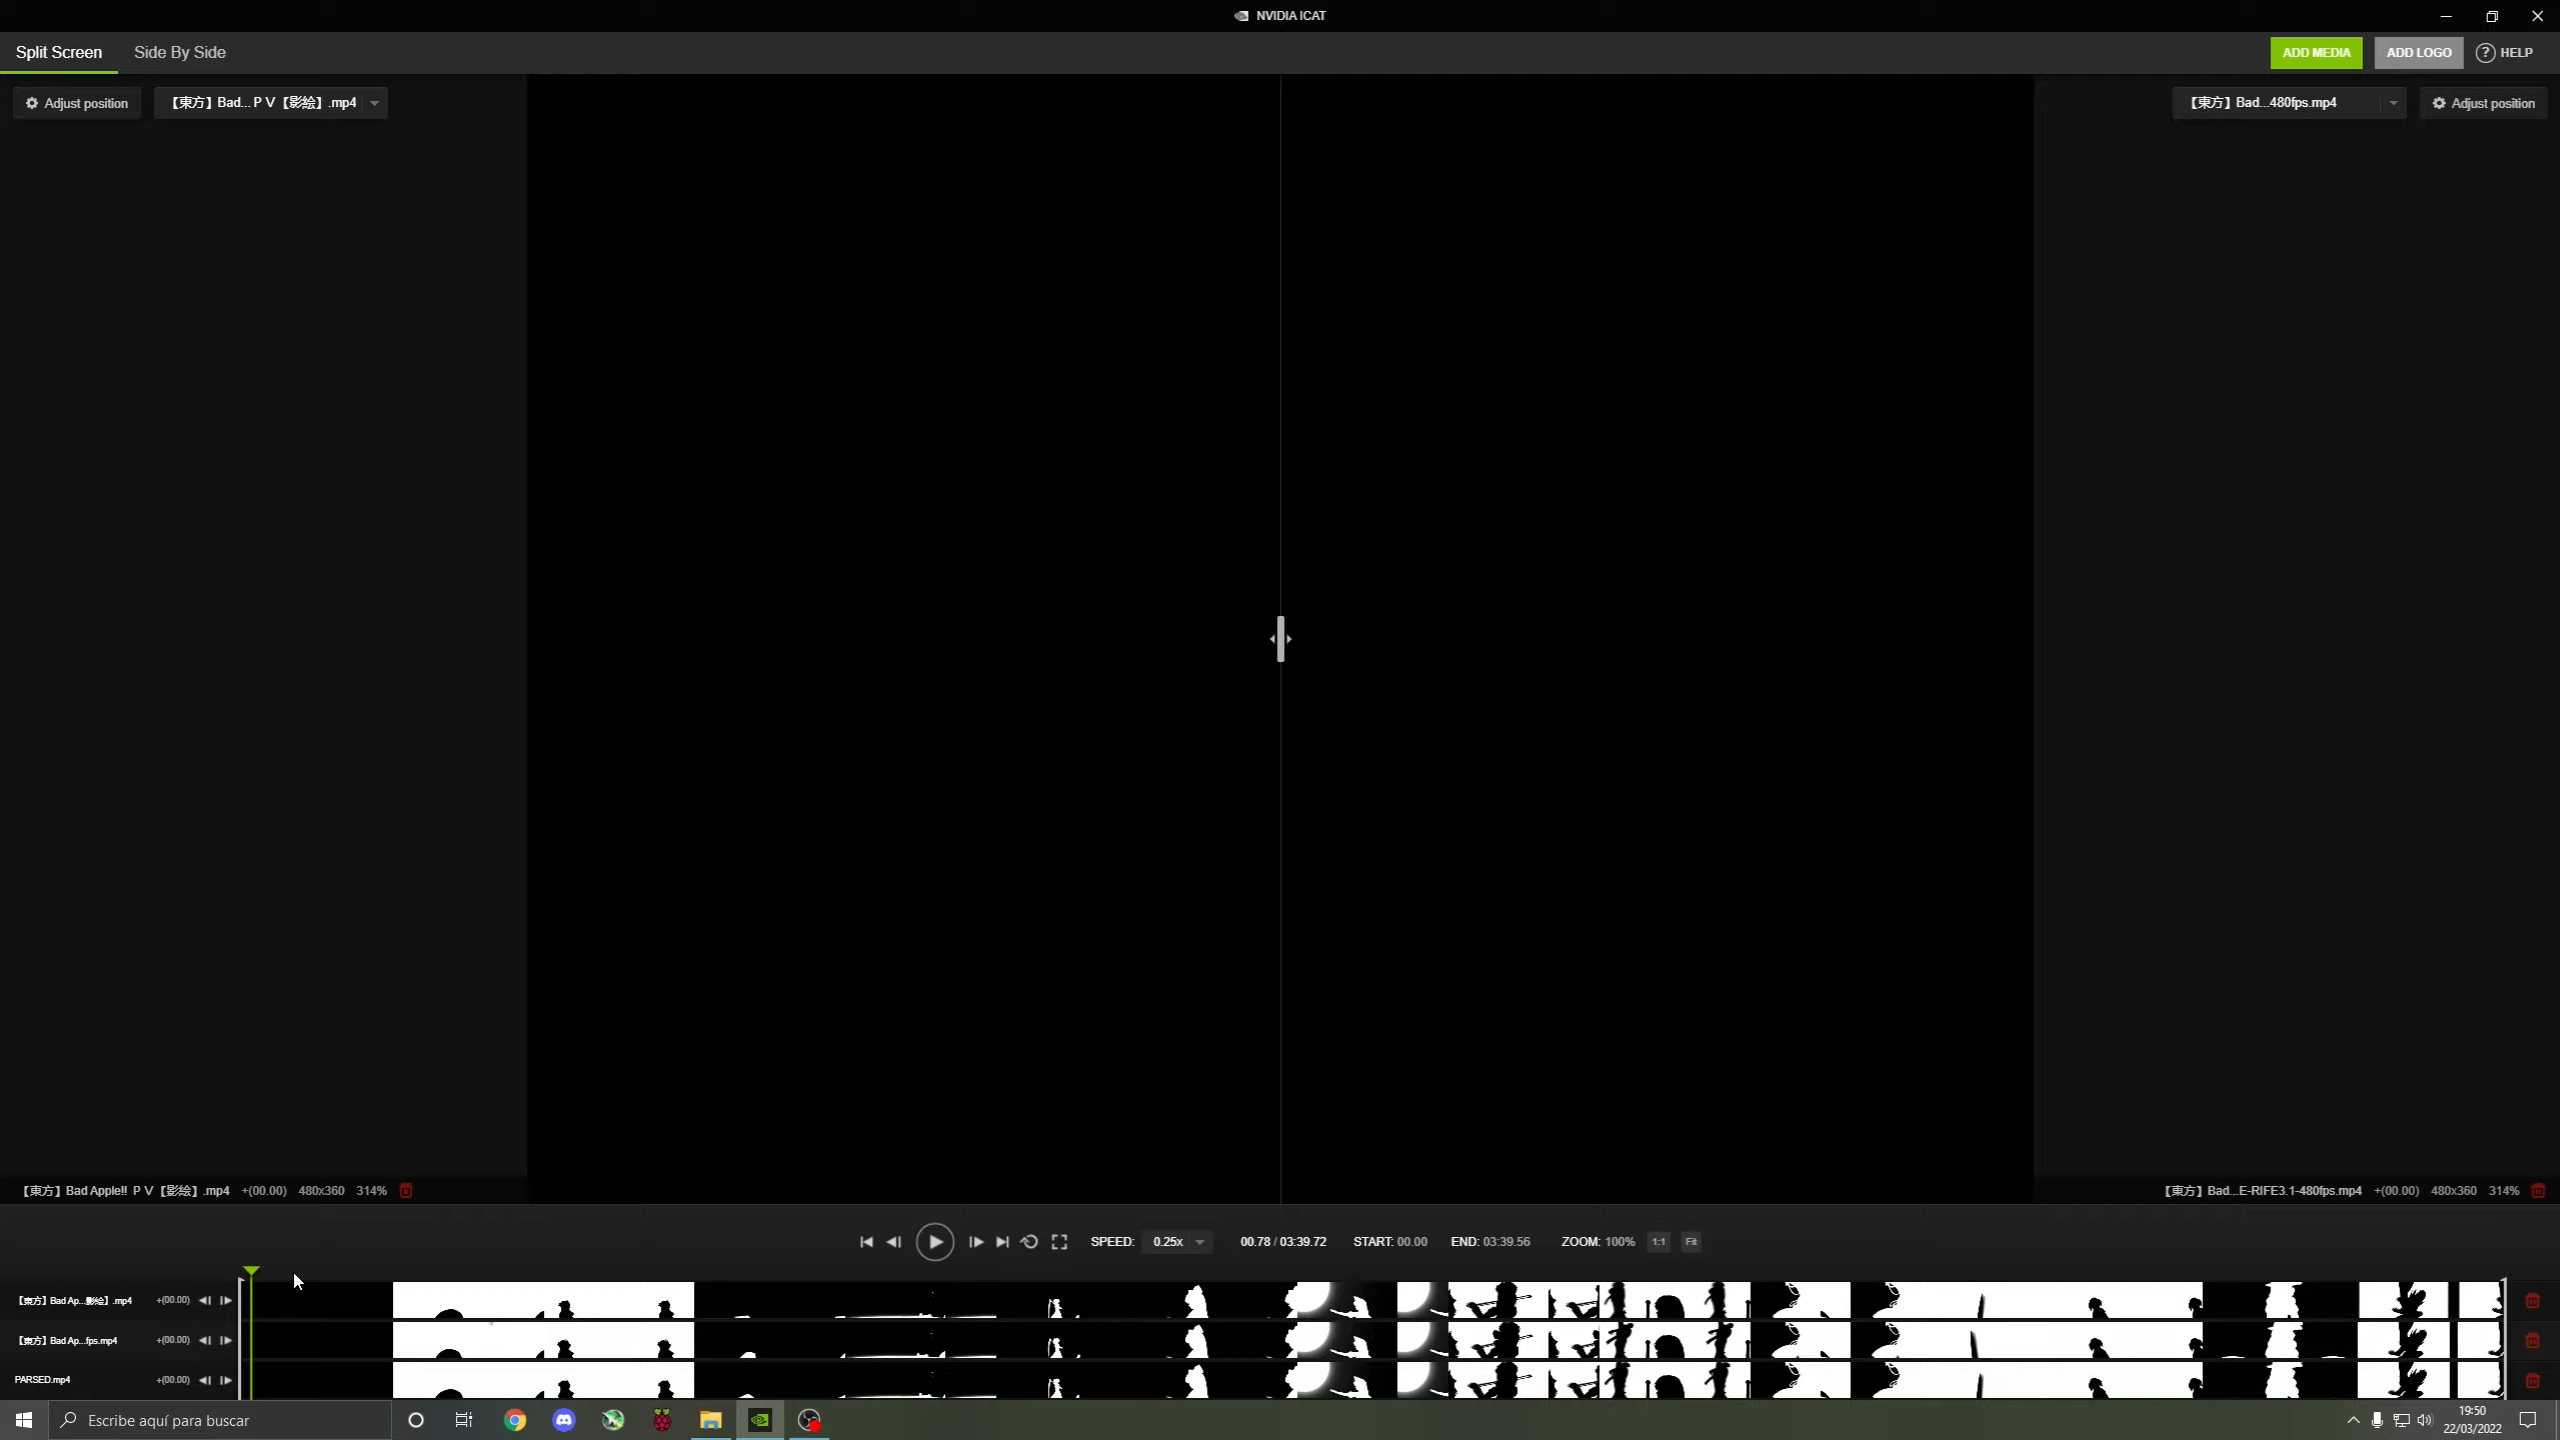 NVIDIA ICAT
Split Screen
Side By Side
ADD MEDIA
ADD LOGO
? HELP
Adjust position
【東方】Bad... ＰＶ【影絵】.mp4
【東方】Bad...480fps.mp4
Adjust position
【東方】Bad Apple!! ＰＶ【影絵】.mp4 +(00.00) 480x360 314%
【東方】Bad...E-RIFE3.1-480fps.mp4 +(00.00) 480x360 314%
SPEED: 0.25x 00.78 / 03:39.72 START: 00.00 END: 03:39.56 ZOOM: 100% 1:1 Fit
【東方】Bad Ap...影絵】.mp4 +(00.00)
【東方】Bad Ap...fps.mp4 +(00.00)
PARSED.mp4 +(00.00)
Escribe aquí para buscar
19:50
22/03/2022